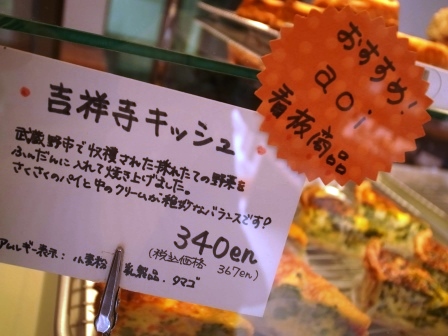 おすすめ!
aoi
看板商品
吉祥寺キッシュ
武蔵野市で収穫された採れたての野菜を
ふんだんに入れて焼き上げました。
さくさくのパイと中のクリームが絶妙なバランスです!
340en
(税込価格 367en)
アレルギー表示: 小麦粉 乳製品・タマゴ